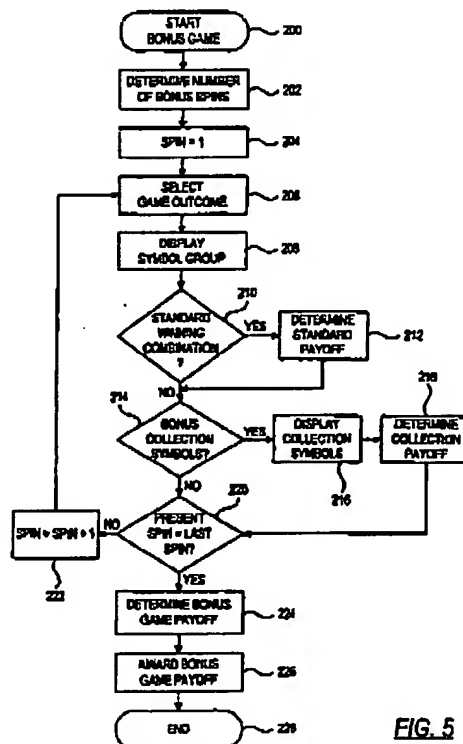 START
BONUS GAME
200
DETERMINE NUMBER
OF BONUS SPINS
202
SPIN = 1
204
SELECT
GAME OUTCOME
206
DISPLAY
SYMBOL GROUP
208
210
STANDARD
WINNING
COMBINATION
?
YES
DETERMINE
STANDARD
PAYOFF
212
NO
214
BONUS
COLLECTION
SYMBOLS?
YES
DISPLAY
COLLECTION
SYMBOLS
216
218
DETERMINE
COLLECTION
PAYOFF
NO
220
PRESENT
SPIN = LAST
SPIN?
NO
SPIN = SPIN + 1
222
YES
DETERMINE BONUS
GAME PAYOFF
224
AWARD BONUS
GAME PAYOFF
226
END
228
FIG. 5